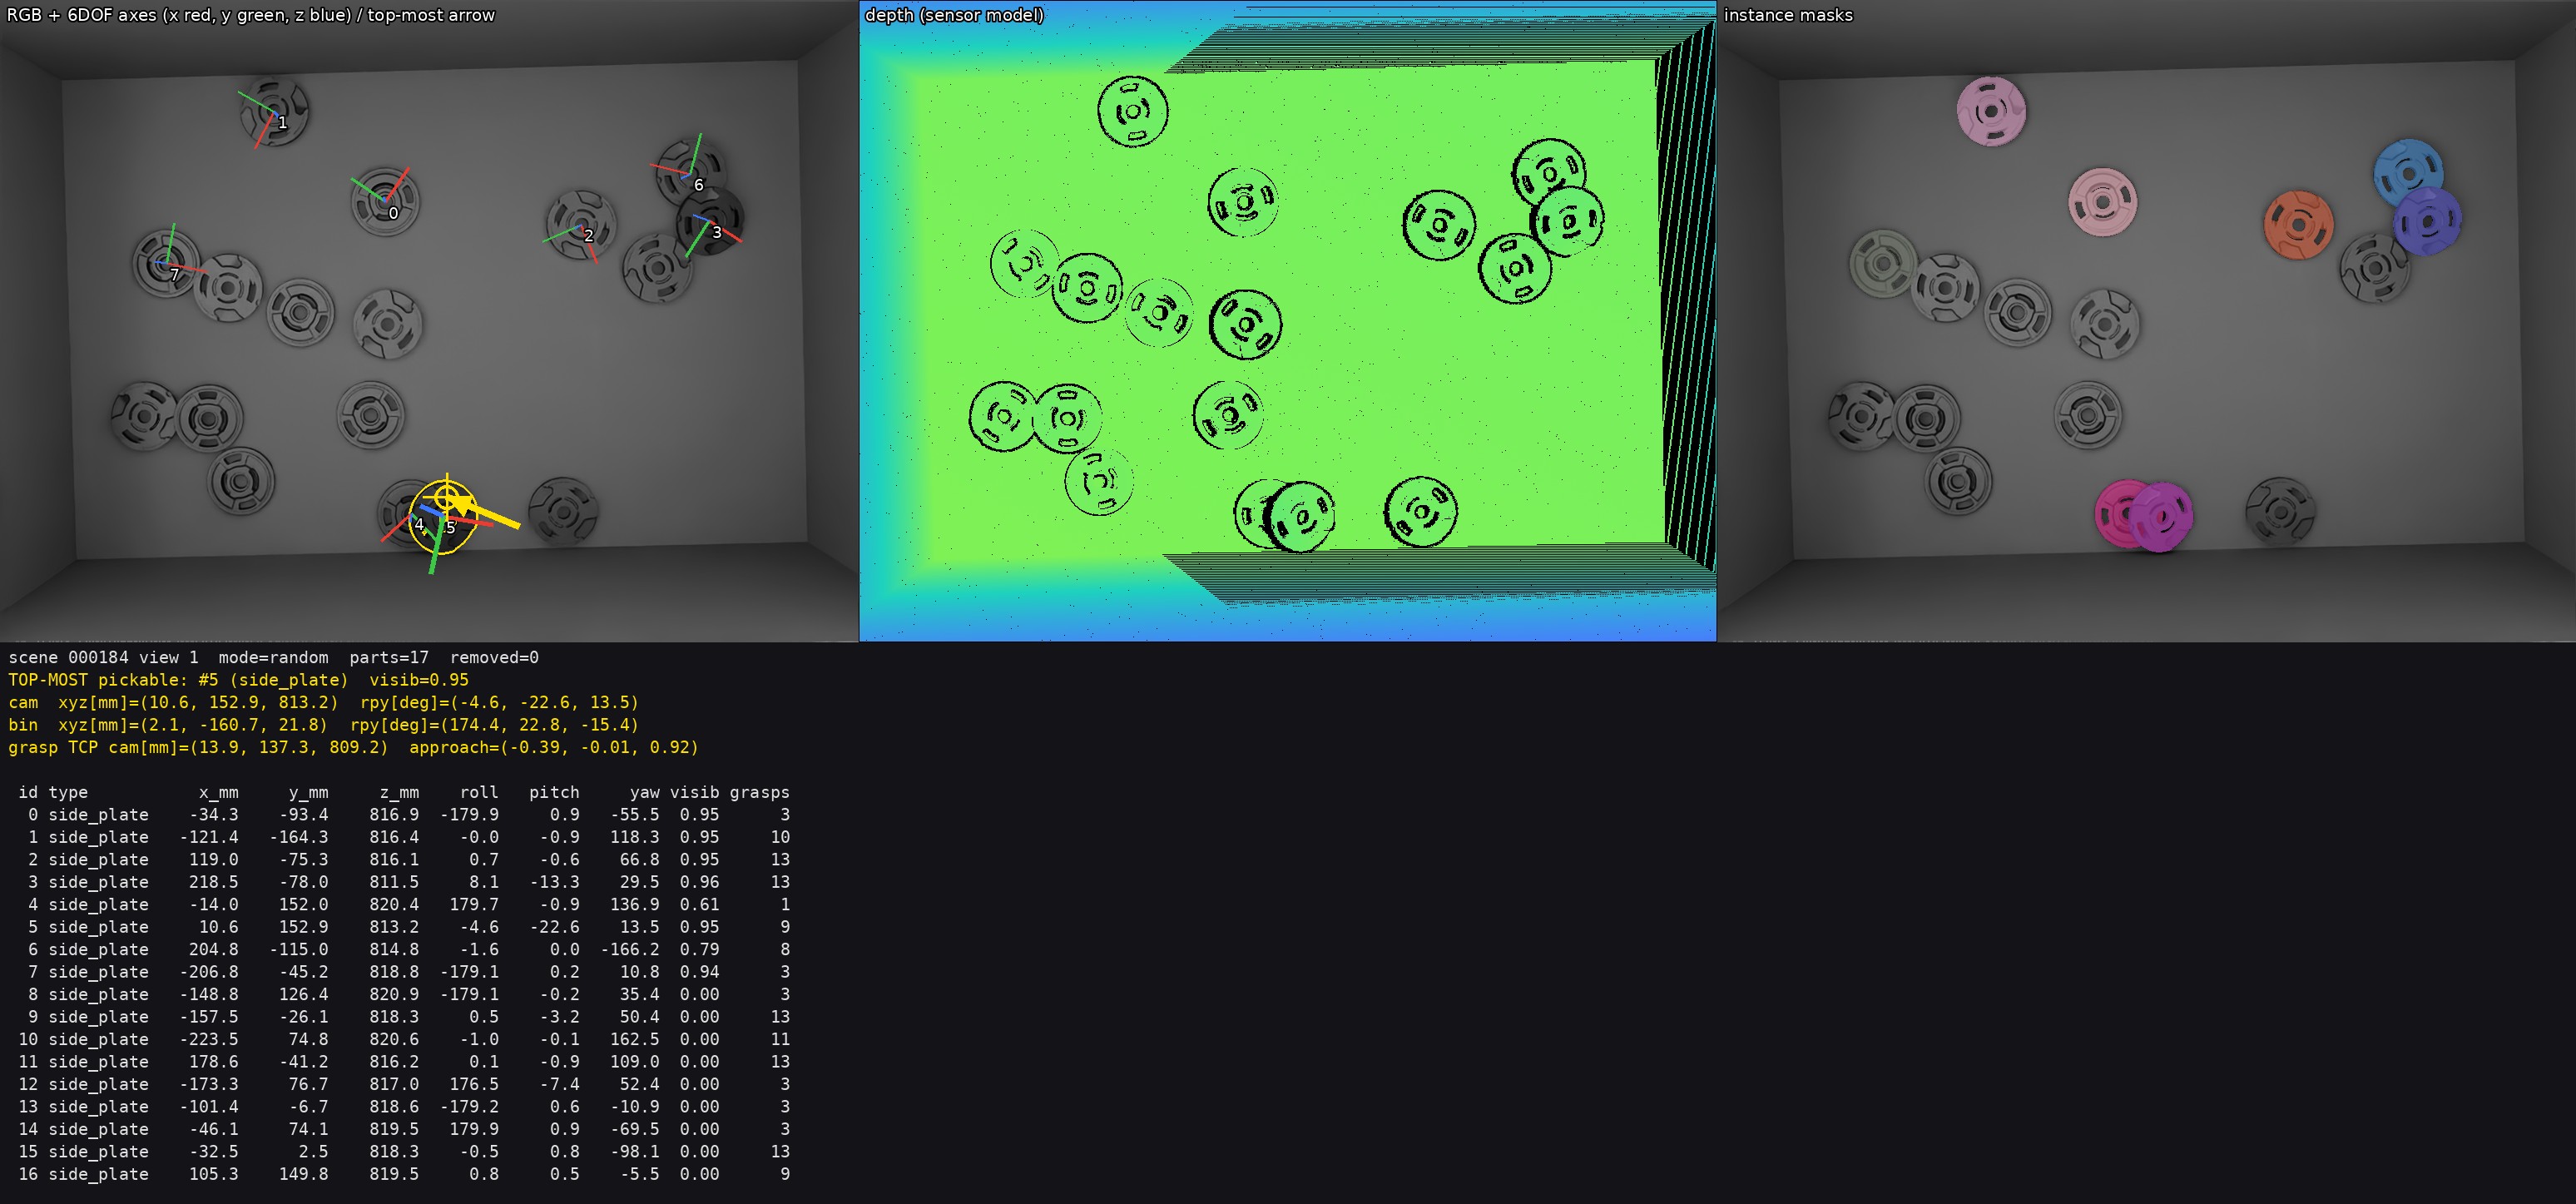 RGB + 6DOF axes (x red, y green, z blue) / top-most arrow
depth (sensor model)
instance masks
1
6
0
3
2
7
4
5
scene 000184 view 1  mode=random  parts=17  removed=0
TOP-MOST pickable: #5 (side_plate)  visib=0.95
cam  xyz[mm]=(10.6, 152.9, 813.2)  rpy[deg]=(-4.6, -22.6, 13.5)
bin  xyz[mm]=(2.1, -160.7, 21.8)  rpy[deg]=(174.4, 22.8, -15.4)
grasp TCP cam[mm]=(13.9, 137.3, 809.2)  approach=(-0.39, -0.01, 0.92)
id type x_mm y_mm z_mm roll pitch yaw visib grasps
0 side_plate -34.3 -93.4 816.9 -179.9 0.9 -55.5 0.95 3
1 side_plate -121.4 -164.3 816.4 -0.0 -0.9 118.3 0.95 10
2 side_plate 119.0 -75.3 816.1 0.7 -0.6 66.8 0.95 13
3 side_plate 218.5 -78.0 811.5 8.1 -13.3 29.5 0.96 13
4 side_plate -14.0 152.0 820.4 179.7 -0.9 136.9 0.61 1
5 side_plate 10.6 152.9 813.2 -4.6 -22.6 13.5 0.95 9
6 side_plate 204.8 -115.0 814.8 -1.6 0.0 -166.2 0.79 8
7 side_plate -206.8 -45.2 818.8 -179.1 0.2 10.8 0.94 3
8 side_plate -148.8 126.4 820.9 -179.1 -0.2 35.4 0.00 3
9 side_plate -157.5 -26.1 818.3 0.5 -3.2 50.4 0.00 13
10 side_plate -223.5 74.8 820.6 -1.0 -0.1 162.5 0.00 11
11 side_plate 178.6 -41.2 816.2 0.1 -0.9 109.0 0.00 13
12 side_plate -173.3 76.7 817.0 176.5 -7.4 52.4 0.00 3
13 side_plate -101.4 -6.7 818.6 -179.2 0.6 -10.9 0.00 3
14 side_plate -46.1 74.1 819.5 179.9 0.9 -69.5 0.00 3
15 side_plate -32.5 2.5 818.3 -0.5 0.8 -98.1 0.00 13
16 side_plate 105.3 149.8 819.5 0.8 0.5 -5.5 0.00 9